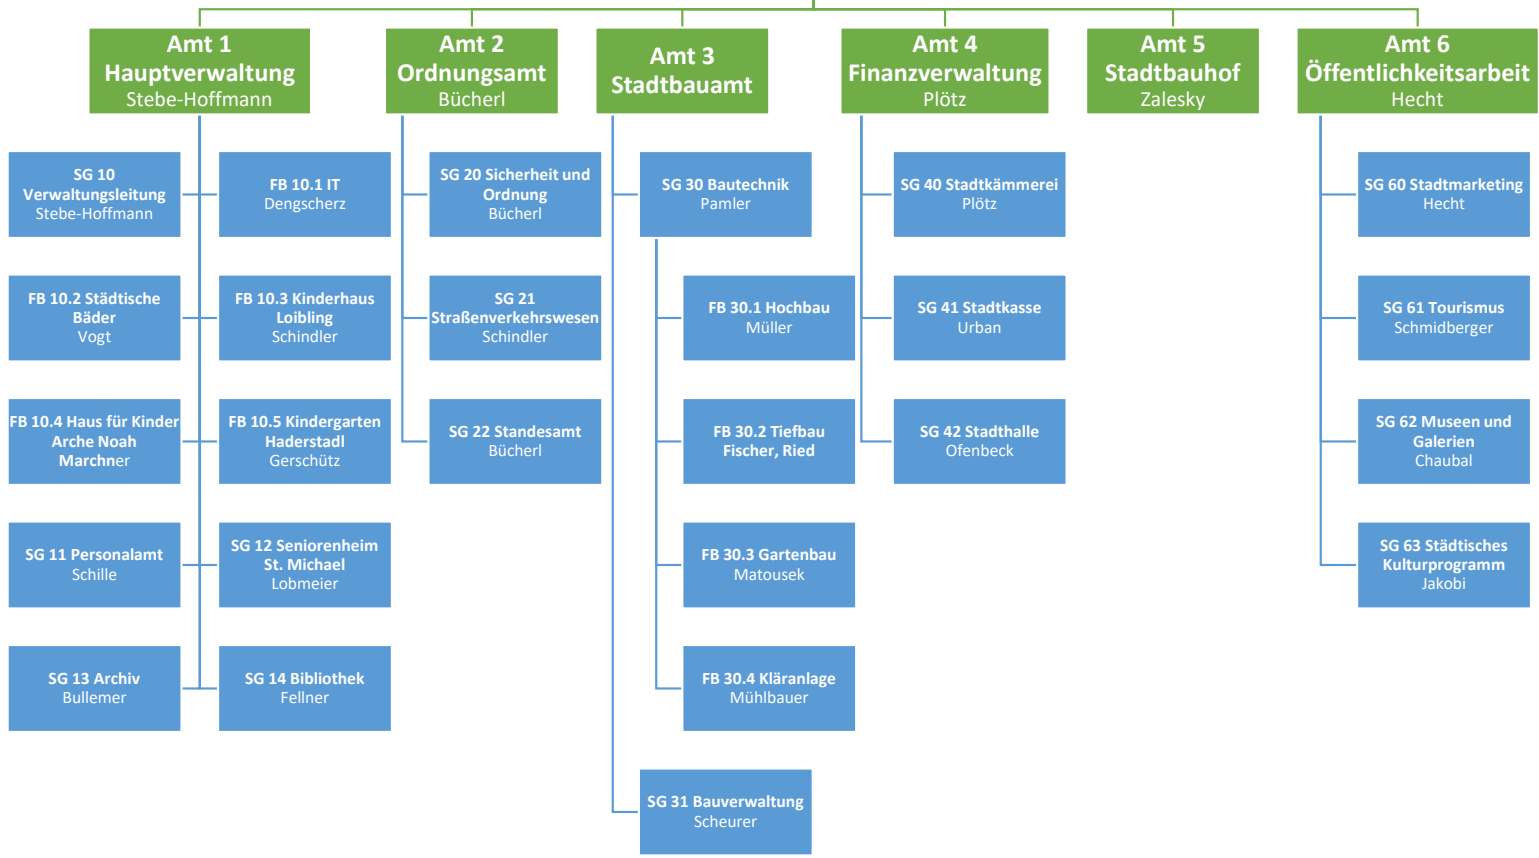 Amt 1
Hauptverwaltung
Stebe-Hoffmann
Amt 2
Ordnungsamt
Bücherl
Amt 3
Stadtbauamt
Amt 4
Finanzverwaltung
Plötz
Amt 5
Stadtbauhof
Zalesky
Amt 6
Öffentlichkeitsarbeit
Hecht
SG 10
Verwaltungsleitung
Stebe-Hoffmann
FB 10.1 IT
Dengscherz
FB 10.2 Städtische
Bäder
Vogt
FB 10.3 Kinderhaus
Loibling
Schindler
FB 10.4 Haus für Kinder
Arche Noah
Marchner
FB 10.5 Kindergarten
Haderstadl
Gerschütz
SG 11 Personalamt
Schille
SG 12 Seniorenheim
St. Michael
Lobmeier
SG 13 Archiv
Bullemer
SG 14 Bibliothek
Fellner
SG 20 Sicherheit und
Ordnung
Bücherl
SG 21
Straßenverkehrswesen
Schindler
SG 22 Standesamt
Bücherl
SG 30 Bautechnik
Pamler
FB 30.1 Hochbau
Müller
FB 30.2 Tiefbau
Fischer, Ried
FB 30.3 Gartenbau
Matousek
FB 30.4 Kläranlage
Mühlbauer
SG 31 Bauverwaltung
Scheurer
SG 40 Stadtkämmerei
Plötz
SG 41 Stadtkasse
Urban
SG 42 Stadthalle
Ofenbeck
SG 60 Stadtmarketing
Hecht
SG 61 Tourismus
Schmidberger
SG 62 Museen und
Galerien
Chaubal
SG 63 Städtisches
Kulturprogramm
Jakobi